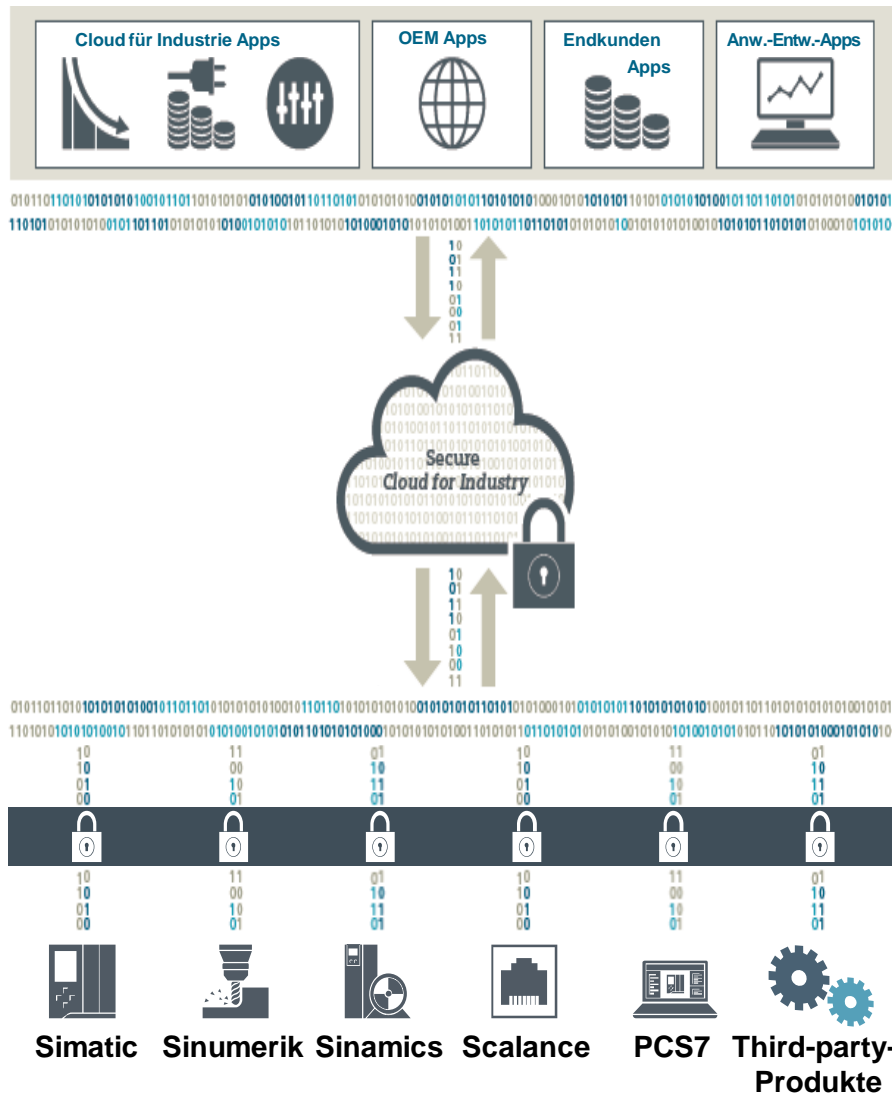 Cloud für Industrie Apps
OEM Apps
Endkunden
Apps
Anw.-Entw.-Apps
Secure
Cloud for Industry
Simatic
Sinumerik
Sinamics
Scalance
PCS7
Third-party-
Produkte